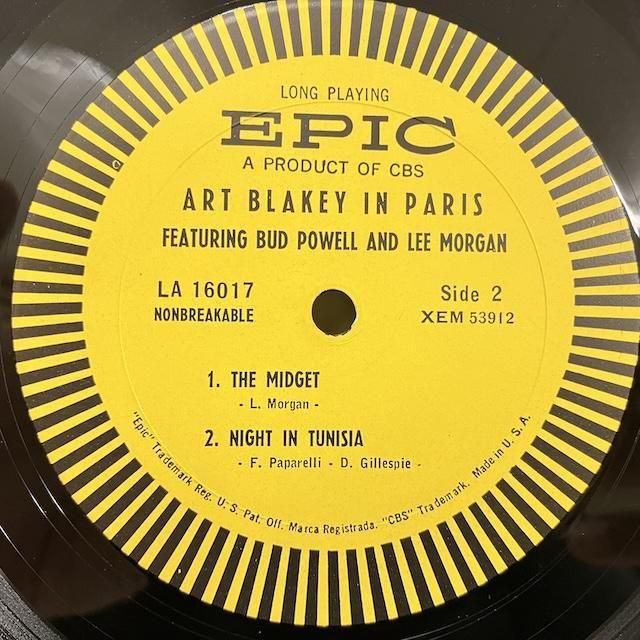 LONG PLAYING
EPIC
A PRODUCT OF CBS
ART BLAKEY IN PARIS
FEATURING BUD POWELL AND LEE MORGAN
LA 16017
NONBREAKABLE
Side 2
XEM 53912
1. THE MIDGET
- L. Morgan -
2. NIGHT IN TUNISIA
- F. Paparelli - D. Gillespie -
"Epic" Trademark Reg. U. S. Pat. Off. Marca Registrada. "CBS" Trademark. Made in U. S. A.